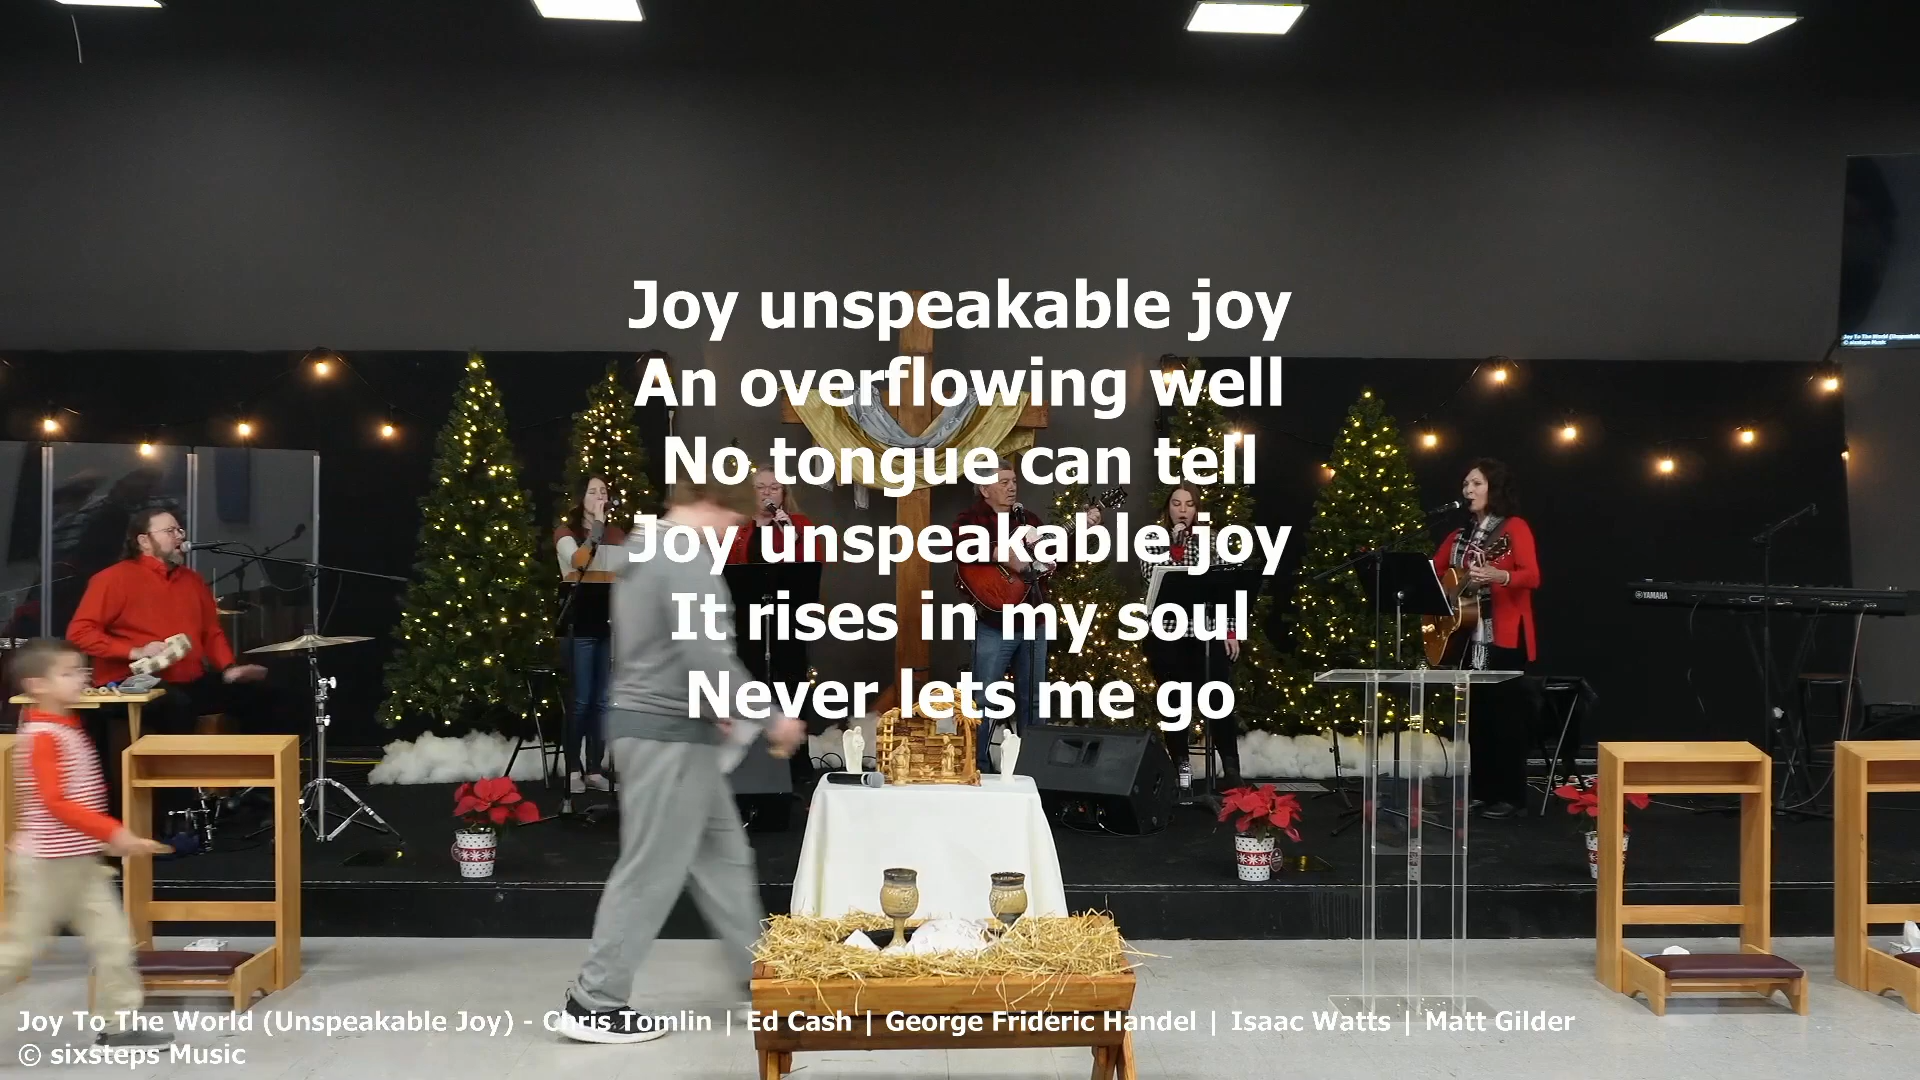 Joy unspeakable joy
An overflowing well
No tongue can tell
Joy unspeakable joy
It rises in my soul
Never lets me go
YAMAHA
Joy To The World (Unspeakable Joy) - Chris Tomlin | Ed Cash | George Frideric Handel | Isaac Watts | Matt Gilder
© sixsteps Music